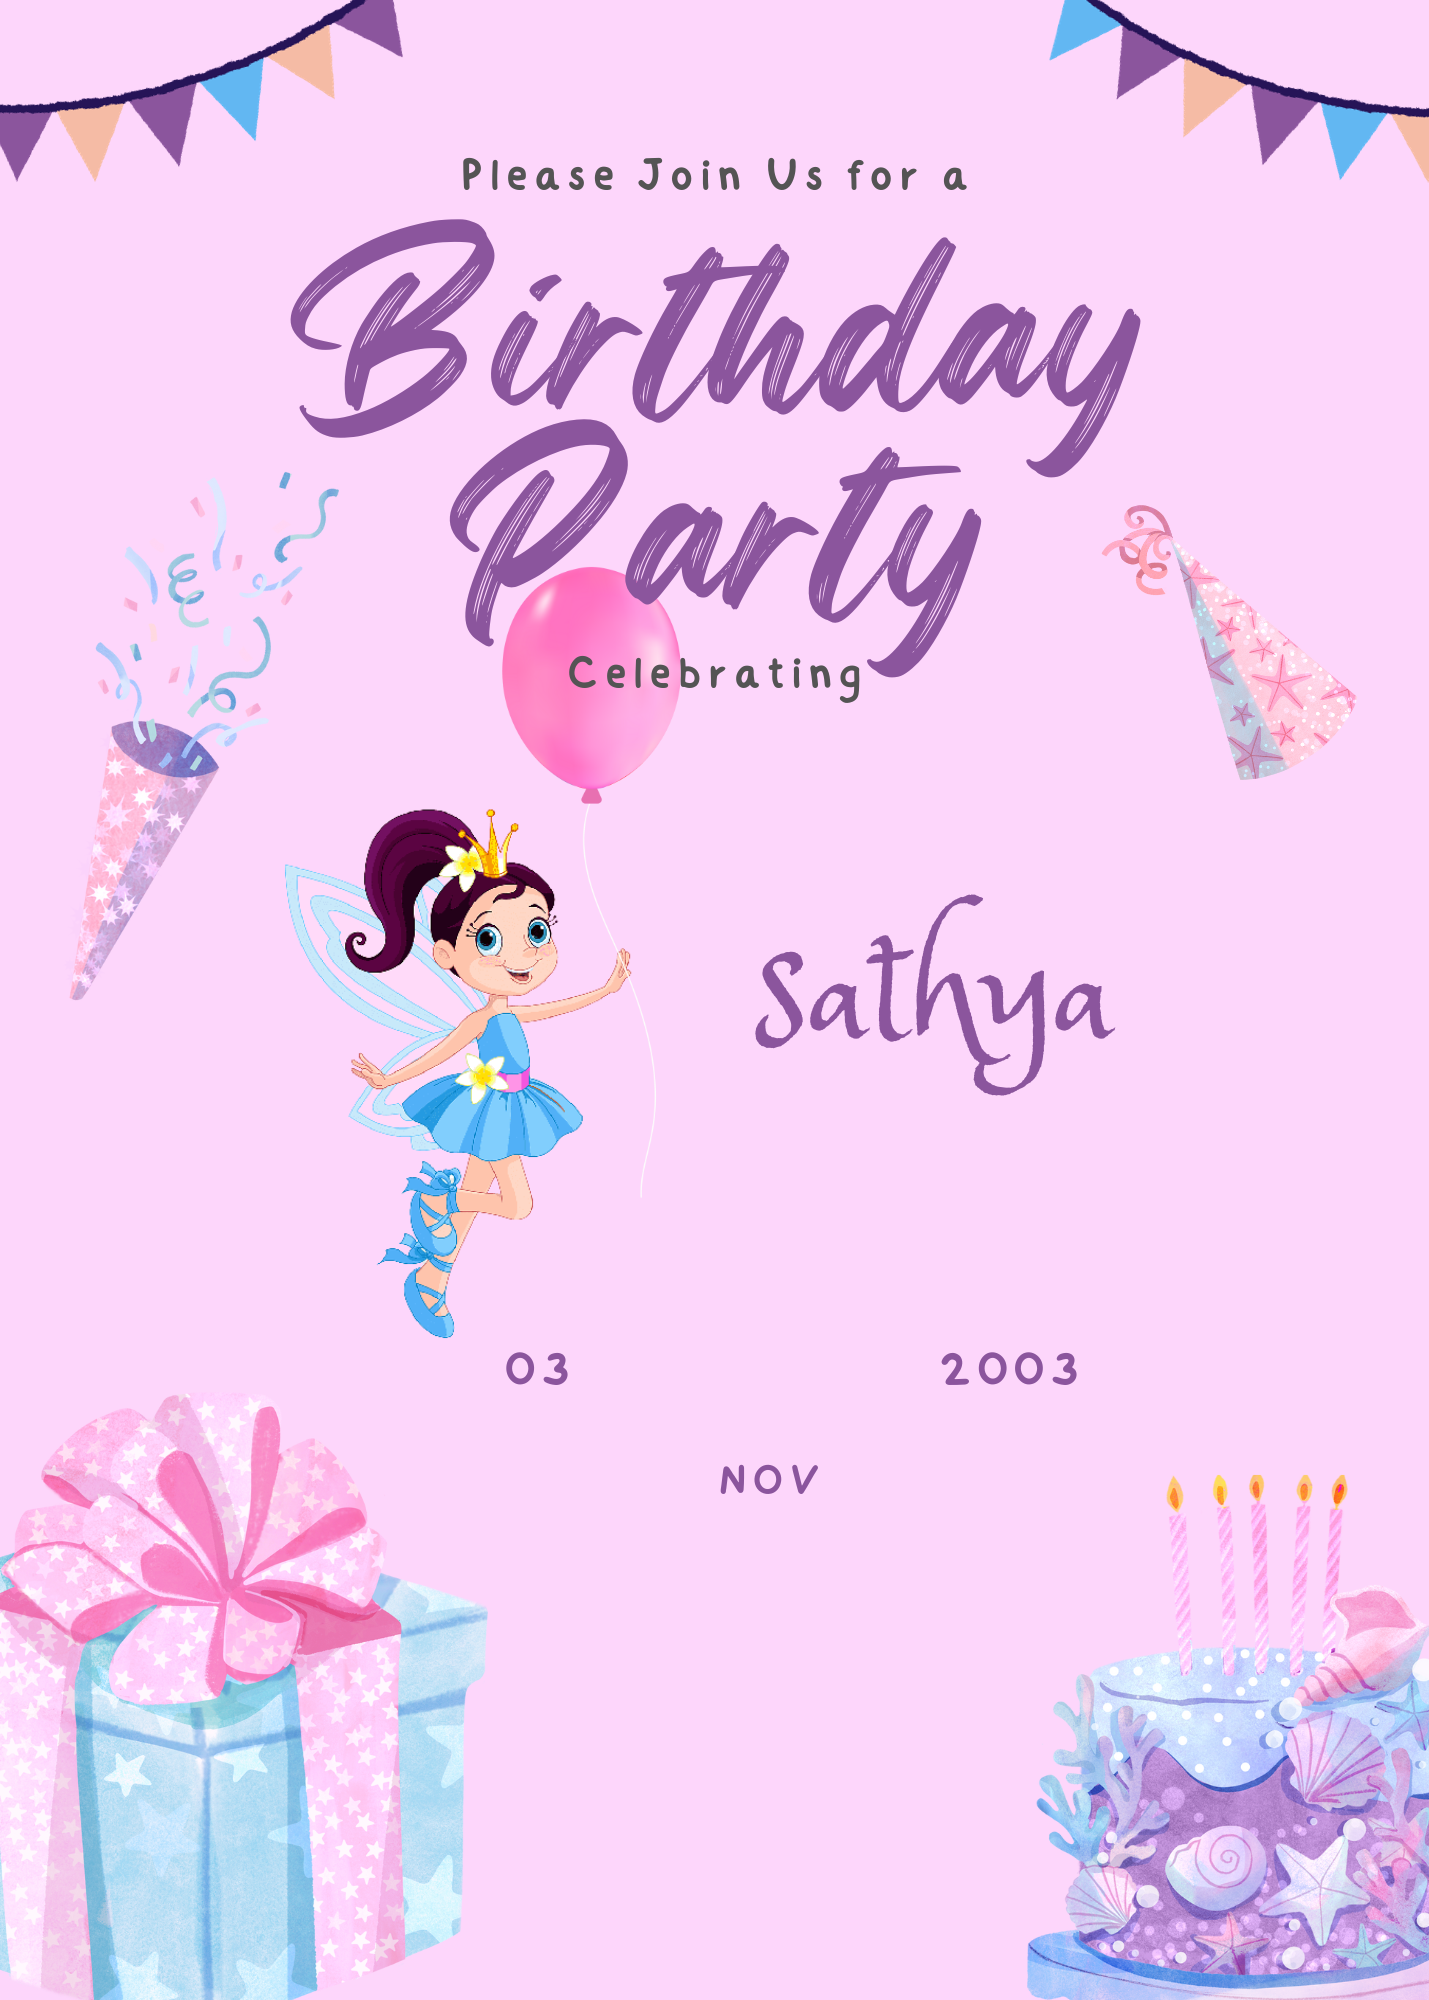 Please Join Us for a
Birthday
Party
Celebrating
Sathya
03 2003
NOV